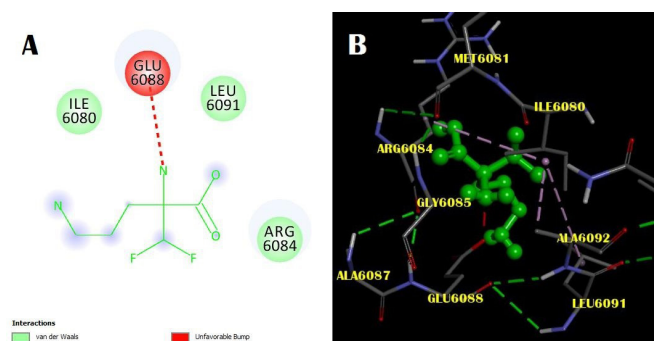 A
GLU
6088
ILE
6080
LEU
6091
N
N
O
O
F
F
ARG
6084
Interactions
van der Waals
Unfavorable Bump
B
MET6081
ILE6080
ARG6084
GLY6085
ALA6092
ALA6087
GLU6088
LEU6091